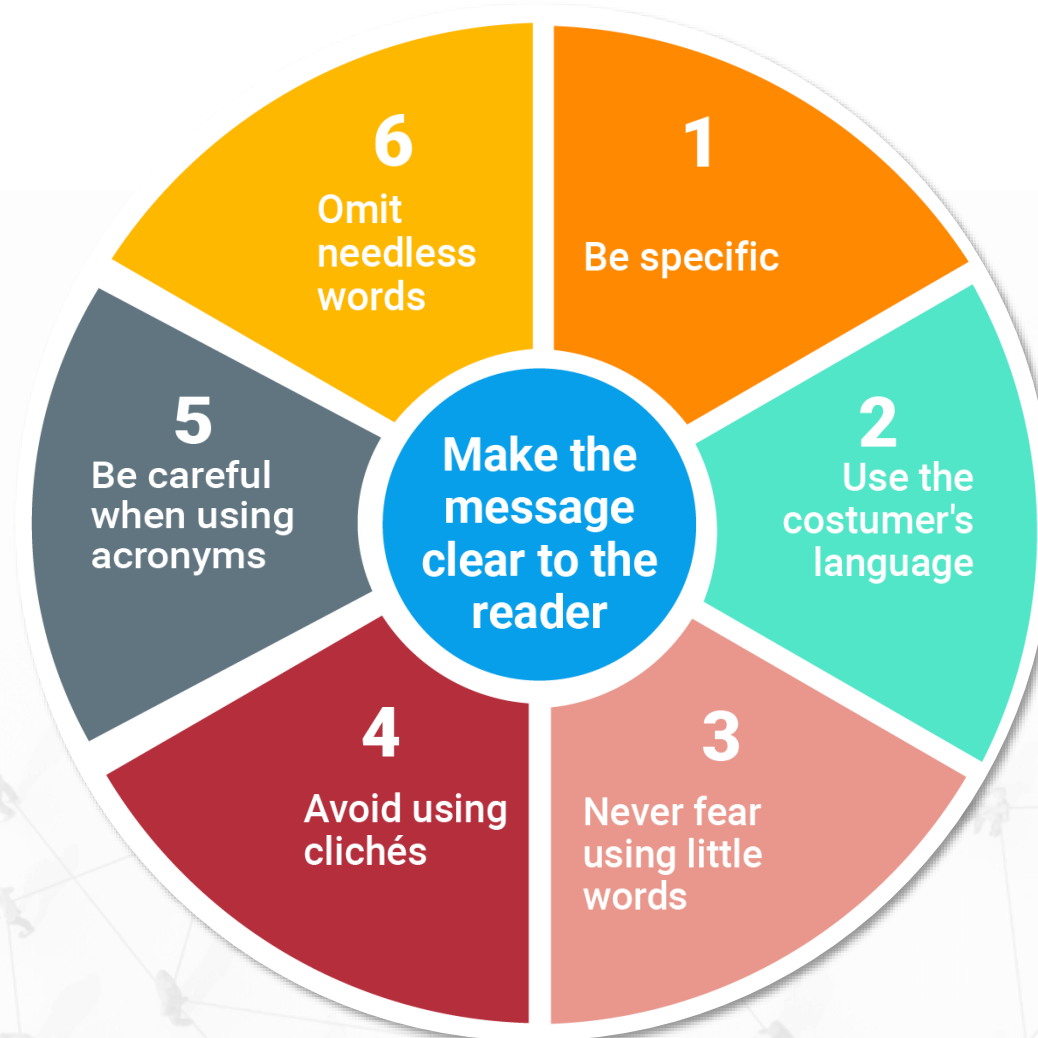 Make the
message
clear to the
reader
1
Be specific
2
Use the
costumer's
language
3
Never fear
using little
words
4
Avoid using
clichés
5
Be careful
when using
acronyms
6
Omit
needless
words